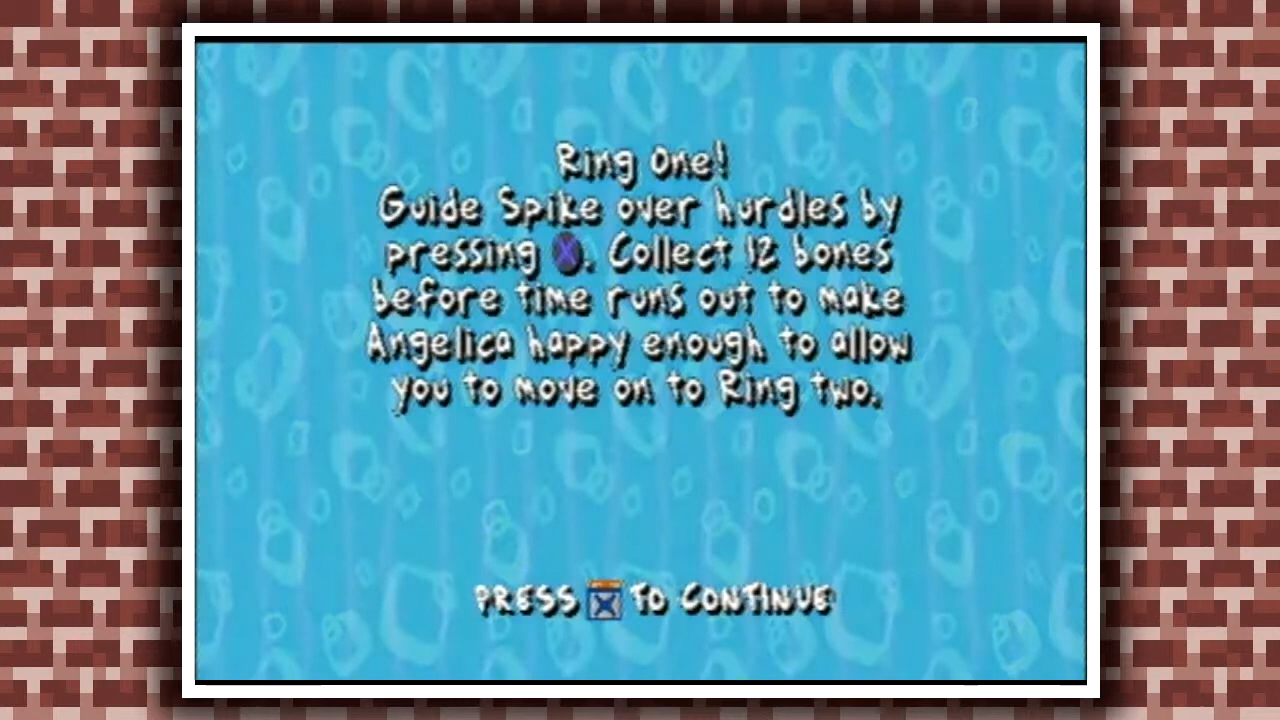 Ring One!
Guide Spike over hurdles by
pressing X. Collect 12 bones
before time runs out to make
Angelica happy enough to allow
you to move on to Ring two.
PRESS X TO CONTINUE